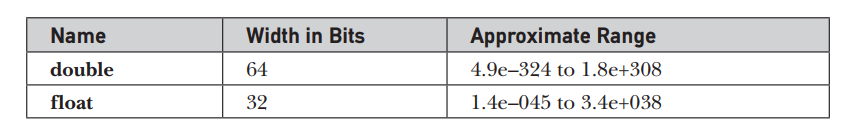 Name Width in Bits Approximate Range
double 64 4.9e–324 to 1.8e+308
float 32 1.4e–045 to 3.4e+038